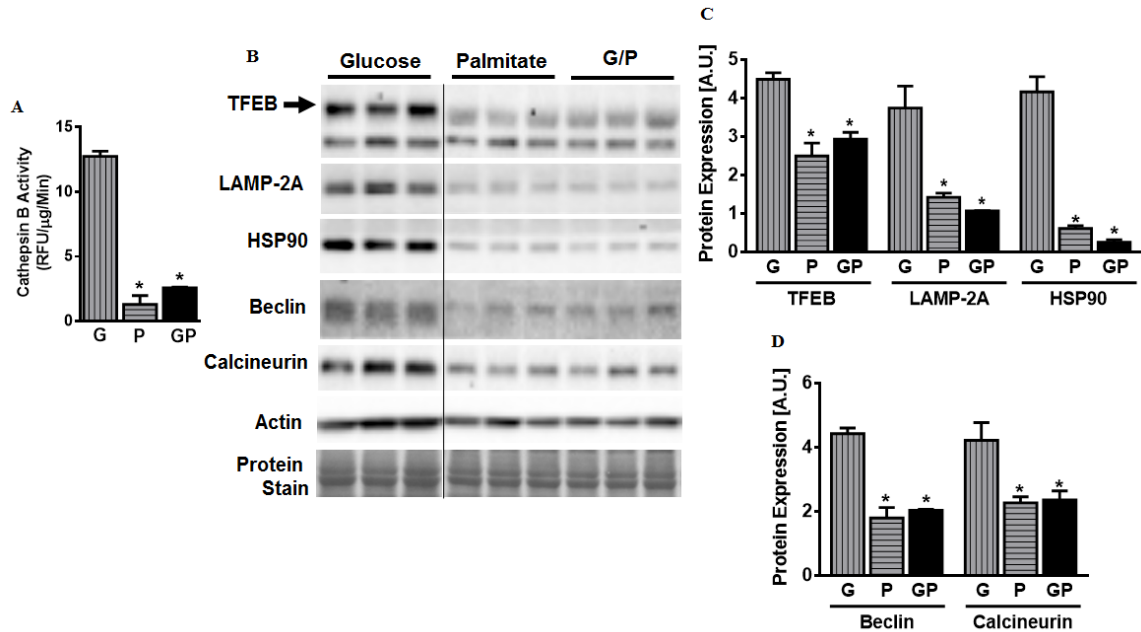 A
Cathepsin B Activity
(RFU/µg/Min)
15
10
5
0
*
*
G P GP
B
Glucose Palmitate G/P
TFEB
LAMP-2A
HSP90
Beclin
Calcineurin
Actin
Protein
Stain
C
Protein Expression [A.U.]
5
4
3
2
1
0
* * * * * *
G P GP G P GP G P GP
TFEB LAMP-2A HSP90
D
Protein Expression [A.U.]
6
4
2
0
* * * *
G P GP G P GP
Beclin Calcineurin